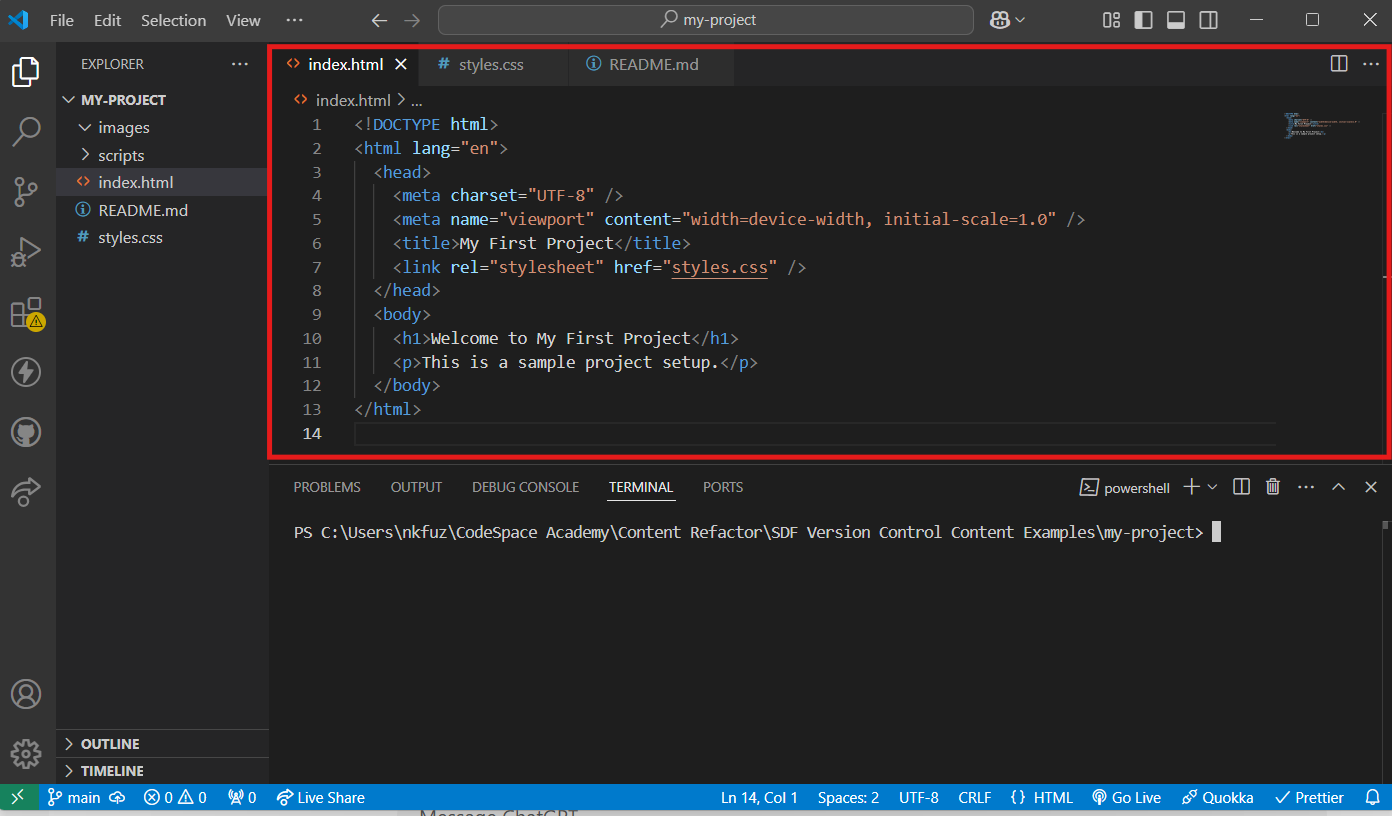 File Edit Selection View ··· my-project
EXPLORER ···
MY-PROJECT
images
scripts
index.html
README.md
styles.css
OUTLINE
TIMELINE
index.html # styles.css README.md
index.html > ...
1 <!DOCTYPE html>
2 <html lang="en">
3 <head>
4 <meta charset="UTF-8" />
5 <meta name="viewport" content="width=device-width, initial-scale=1.0" />
6 <title>My First Project</title>
7 <link rel="stylesheet" href="styles.css" />
8 </head>
9 <body>
10 <h1>Welcome to My First Project</h1>
11 <p>This is a sample project setup.</p>
12 </body>
13 </html>
14
PROBLEMS OUTPUT DEBUG CONSOLE TERMINAL PORTS powershell
PS C:\Users\nkfuz\CodeSpace Academy\Content Refactor\SDF Version Control Content Examples\my-project>
main 0 0 0 Live Share Ln 14, Col 1 Spaces: 2 UTF-8 CRLF {} HTML Go Live Quokka Prettier
Message ChatGPT